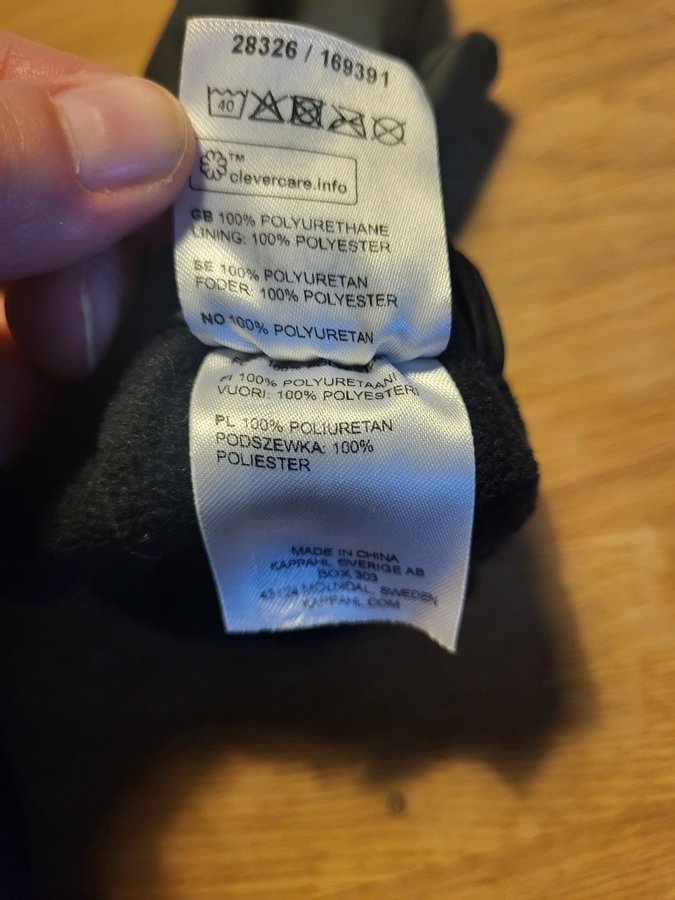 28326 / 169391
40
™
clevercare.info
GB 100% POLYURETHANE
LINING: 100% POLYESTER
SE 100% POLYURETAN
FODER: 100% POLYESTER
NO 100% POLYURETAN
FI 100% POLYURETAANI
VUORI: 100% POLYESTERI
PL 100% POLIURETAN
PODSZEWKA: 100%
POLIESTER
MADE IN CHINA
KAPPAHL SVERIGE AB
BOX 303
43124 MÖLNDAL, SWEDEN
KAPPAHL.COM